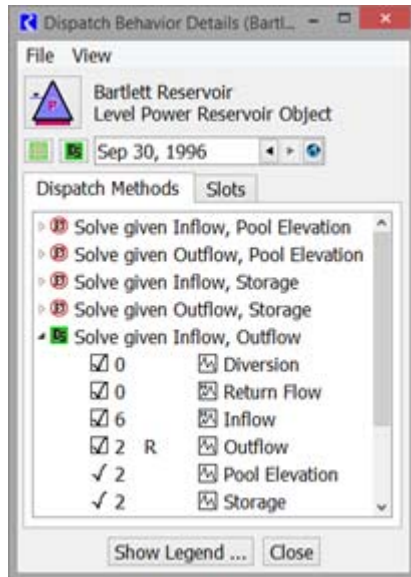 Dispatch Behavior Details (Bartl...
File View
P
Bartlett Reservoir
Level Power Reservoir Object
Sep 30, 1996
Dispatch Methods Slots
Solve given Inflow, Pool Elevation
Solve given Outflow, Pool Elevation
Solve given Inflow, Storage
Solve given Outflow, Storage
Solve given Inflow, Outflow
0 Diversion
0 Return Flow
6 Inflow
2 R Outflow
2 Pool Elevation
2 Storage
Show Legend ... Close